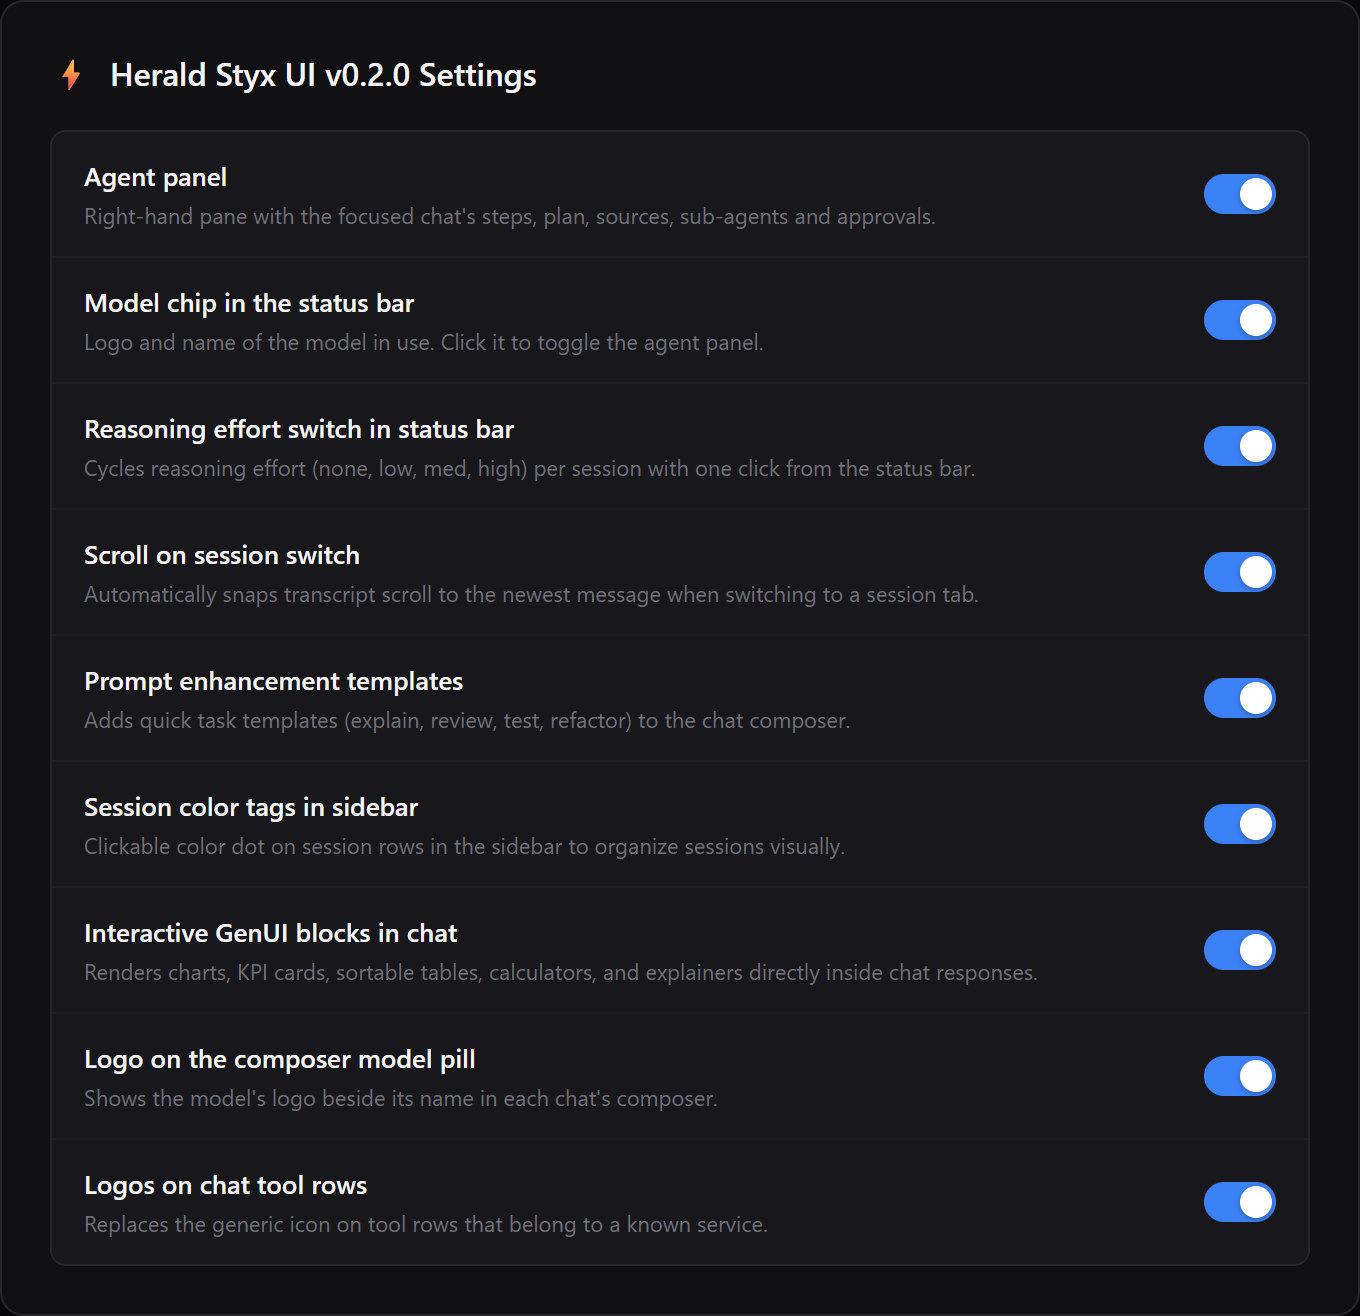 Herald Styx UI v0.2.0 Settings
Agent panel
Right-hand pane with the focused chat's steps, plan, sources, sub-agents and approvals.
Model chip in the status bar
Logo and name of the model in use. Click it to toggle the agent panel.
Reasoning effort switch in status bar
Cycles reasoning effort (none, low, med, high) per session with one click from the status bar.
Scroll on session switch
Automatically snaps transcript scroll to the newest message when switching to a session tab.
Prompt enhancement templates
Adds quick task templates (explain, review, test, refactor) to the chat composer.
Session color tags in sidebar
Clickable color dot on session rows in the sidebar to organize sessions visually.
Interactive GenUI blocks in chat
Renders charts, KPI cards, sortable tables, calculators, and explainers directly inside chat responses.
Logo on the composer model pill
Shows the model's logo beside its name in each chat's composer.
Logos on chat tool rows
Replaces the generic icon on tool rows that belong to a known service.